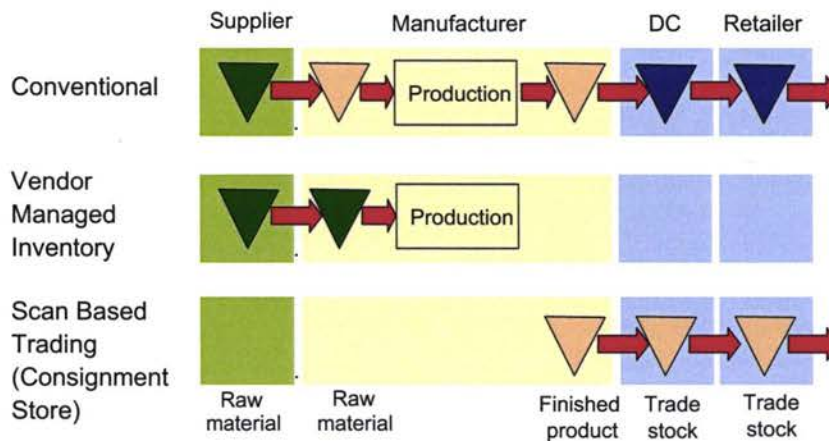 Supplier Manufacturer DC Retailer
Conventional
Production
Vendor
Managed
Inventory
Production
Scan Based
Trading
(Consignment
Store)
Raw
material
Raw
material
Finished
product
Trade
stock
Trade
stock